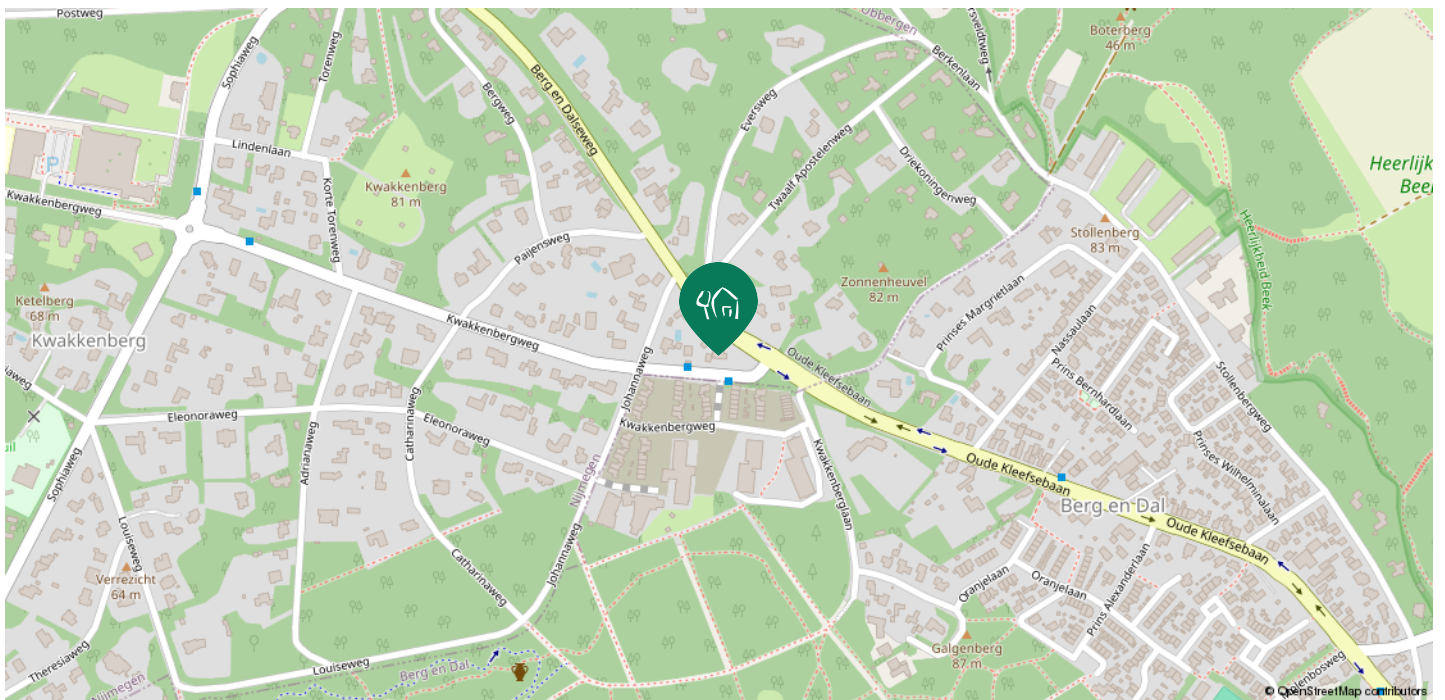 Postweg
Ubbergen
Boterberg
46 m
Sophiaweg
Torenweg
Bergweg
Berg en Dalseweg
Eversweg
Berkenlaan
Lindenlaan
P
Kwakkenberg
81 m
Twaalf Apostelenweg
Driekoningenweg
Korte Torenweg
Kwakkenbergweg
Stollenberg
83 m
Heerlijkheid Beek
Paijensweg
Zonnenheuvel
82 m
Ketelberg
68 m
Kwakkenberg
Kwakkenbergweg
Prinses Margrietlaan
Nassaulaan
Oude Kleefsebaan
Prins Bernhardlaan
Stollenbergweg
Johannaweg
Eleonoraweg
Catharinaweg
Eleonoraweg
Kwakkenbergweg
Adrianaweg
Sophiaweg
Nijmegen
Kwakkenberglaan
Oude Kleefsebaan
Prinses Wilhelminalaan
Berg en Dal
Oude Kleefsebaan
Louiseweg
Johannaweg
Catharinaweg
Verrezicht
64 m
Oranjelaan
Oranjelaan
Prins Alexanderlaan
Galgenberg
87 m
Theresiaweg
Louiseweg
Berg en Dal
Nijmegen
© OpenStreetMap contributors